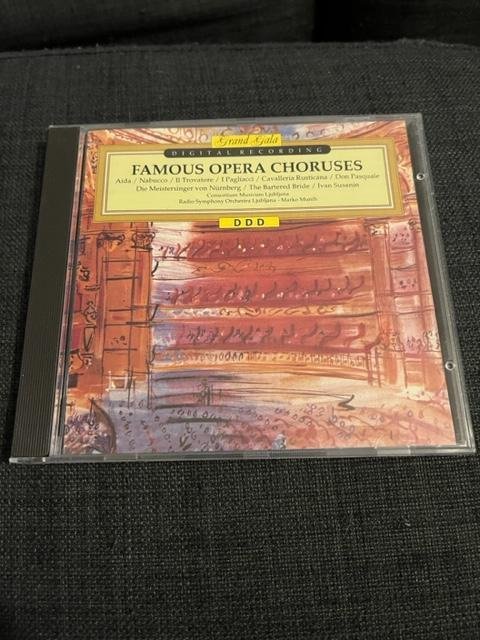 Grand Gala
DIGITAL RECORDING
FAMOUS OPERA CHORUSES
Aida / Nabucco / Il Trovatore / I Pagliacci / Cavalleria Rusticana / Don Pasquale
Die Meistersinger von Nürnberg / The Bartered Bride / Ivan Susanin
Consortium Musicum Ljubljana
Radio Symphony Orchestra Ljubljana - Marko Munih
DDD